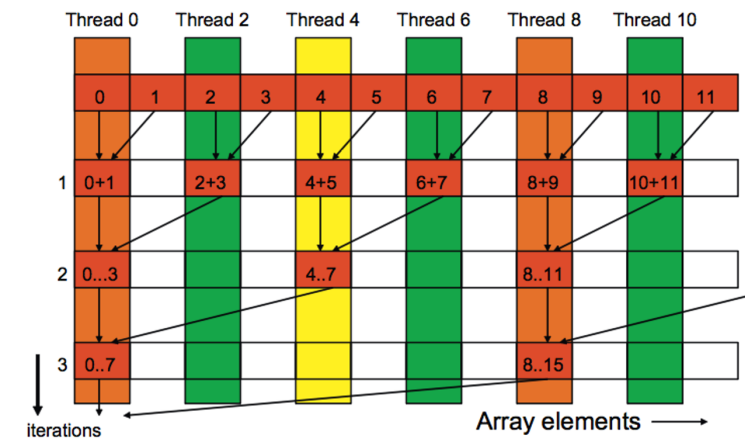 Thread 0 Thread 2 Thread 4 Thread 6 Thread 8 Thread 10
0 1 2 3 4 5 6 7 8 9 10 11
1 0+1 2+3 4+5 6+7 8+9 10+11
2 0...3 4..7 8..11
3 0..7 8..15
iterations Array elements